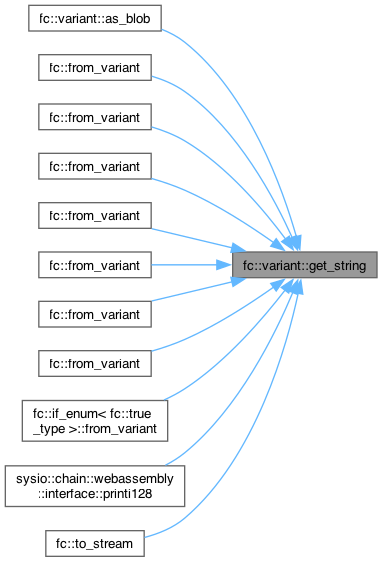 fc::variant::as_blob
fc::from_variant
fc::from_variant
fc::from_variant
fc::from_variant
fc::variant::get_string
fc::from_variant
fc::from_variant
fc::from_variant
fc::if_enum< fc::true
_type >::from_variant
sysio::chain::webassembly
::interface::printi128
fc::to_stream